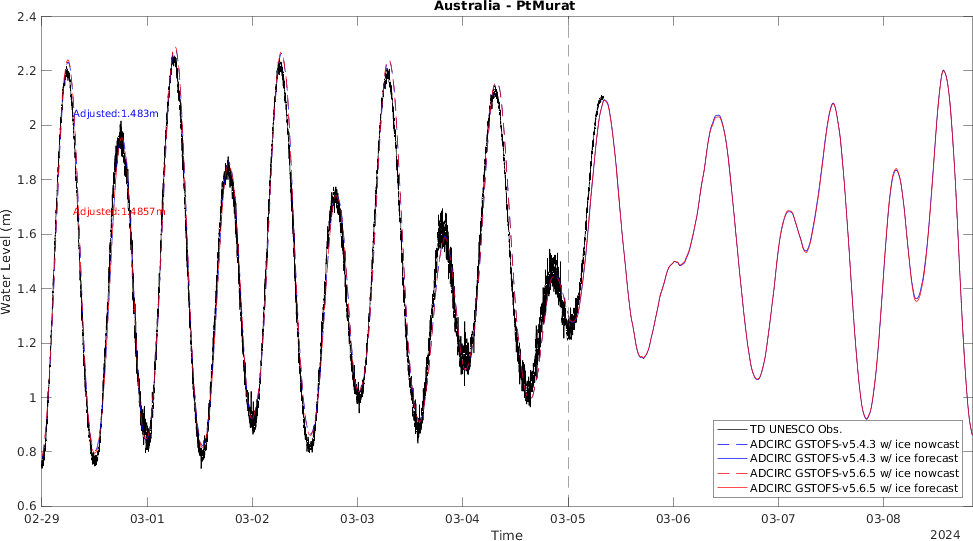 Australia - PtMurat
2.4
2.2
2
1.8
1.6
1.4
1.2
1
0.8
0.6
Water Level (m)
Adjusted:1.483m
Adjusted:1.4857m
TD UNESCO Obs.
ADCIRC GSTOFS-v5.4.3 w/ ice nowcast
ADCIRC GSTOFS-v5.4.3 w/ ice forecast
ADCIRC GSTOFS-v5.6.5 w/ ice nowcast
ADCIRC GSTOFS-v5.6.5 w/ ice forecast
02-29 03-01 03-02 03-03 03-04 03-05 03-06 03-07 03-08
Time
2024